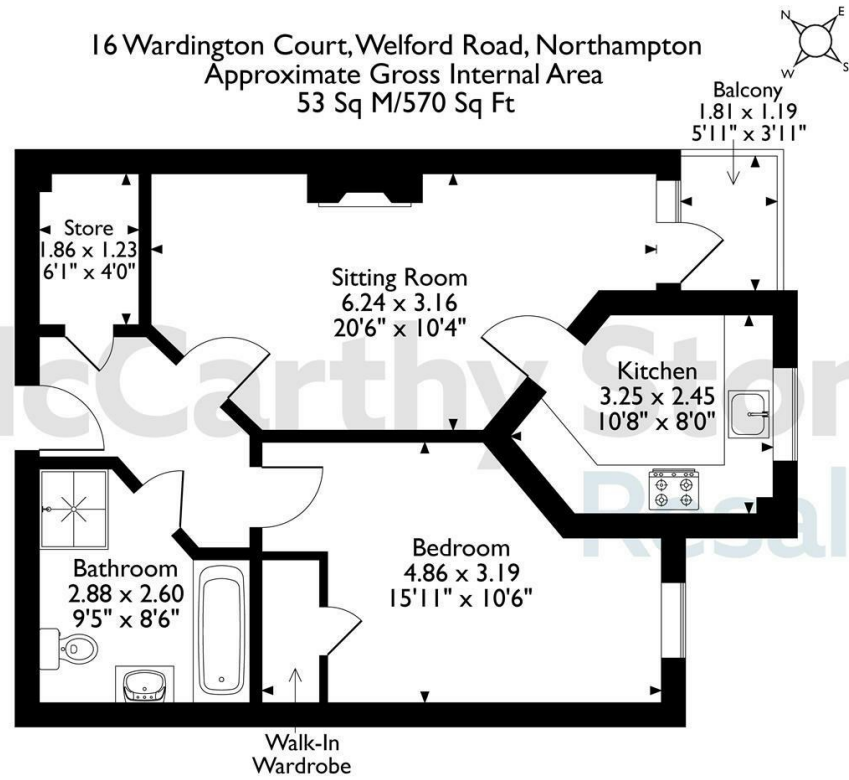 16 Wardington Court, Welford Road, Northampton
Approximate Gross Internal Area
53 Sq M/570 Sq Ft
N
E
S
W
Balcony
1.81 x 1.19
5'11" x 3'11"
Store
1.86 x 1.23
6'1" x 4'0"
Sitting Room
6.24 x 3.16
20'6" x 10'4"
Kitchen
3.25 x 2.45
10'8" x 8'0"
McCarthy Stone
Resal
Bedroom
4.86 x 3.19
15'11" x 10'6"
Bathroom
2.88 x 2.60
9'5" x 8'6"
Walk-In
Wardrobe